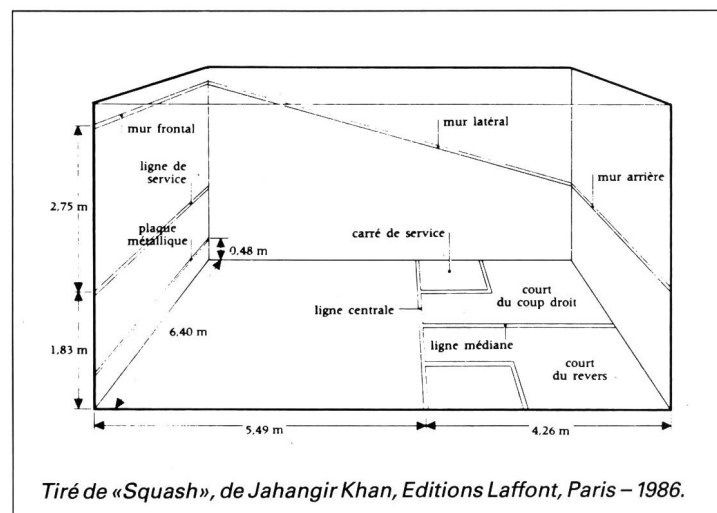 mur frontal
mur latéral
ligne de
service
mur arrière
2.75 m
plaque
métallique
0.48 m
carré de service
court
du coup droit
ligne centrale
6.40 m
1.83 m
ligne médiane
court
du revers
5.49 m
4.26 m
Tiré de «Squash», de Jahangir Khan, Editions Laffont, Paris – 1986.